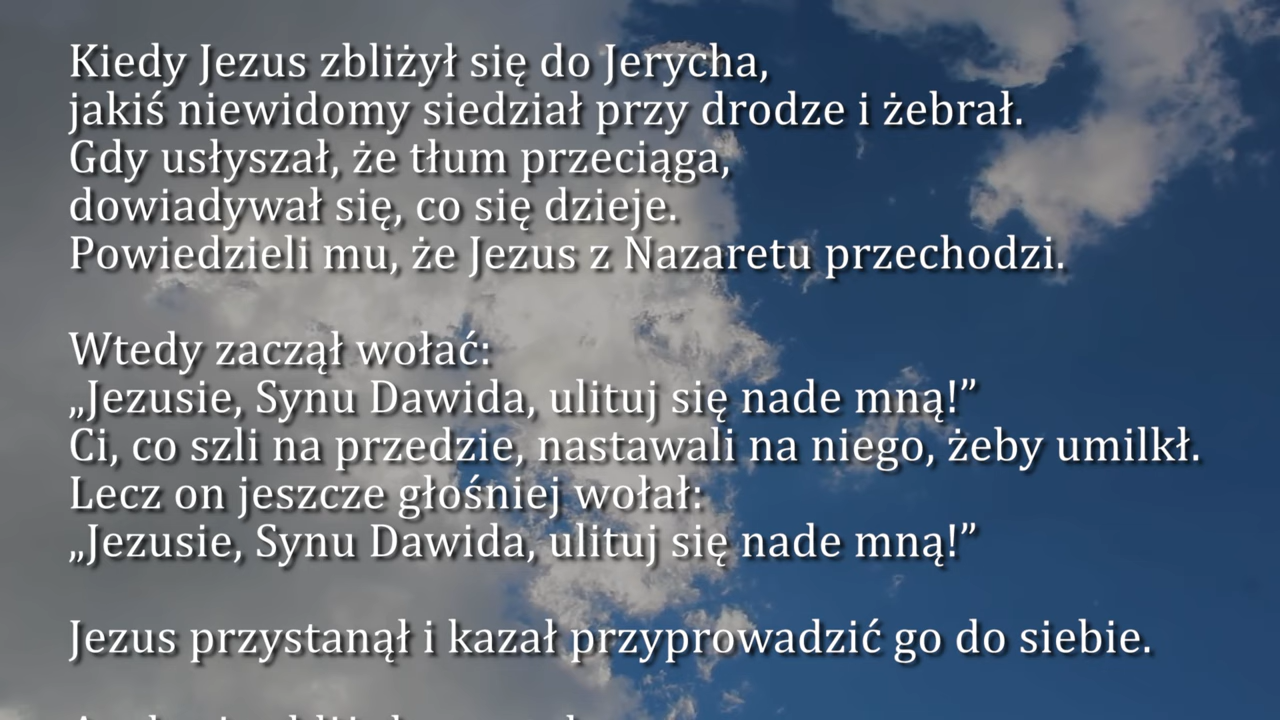 Kiedy Jezus zbliżył się do Jerycha,
jakiś niewidomy siedział przy drodze i żebrał.
Gdy usłyszał, że tłum przeciąga,
dowiadywał się, co się dzieje.
Powiedzieli mu, że Jezus z Nazaretu przechodzi.
Wtedy zaczął wołać:
„Jezusie, Synu Dawida, ulituj się nade mną!”
Ci, co szli na przedzie, nastawali na niego, żeby umilkł.
Lecz on jeszcze głośniej wołał:
„Jezusie, Synu Dawida, ulituj się nade mną!”
Jezus przystanął i kazał przyprowadzić go do siebie.